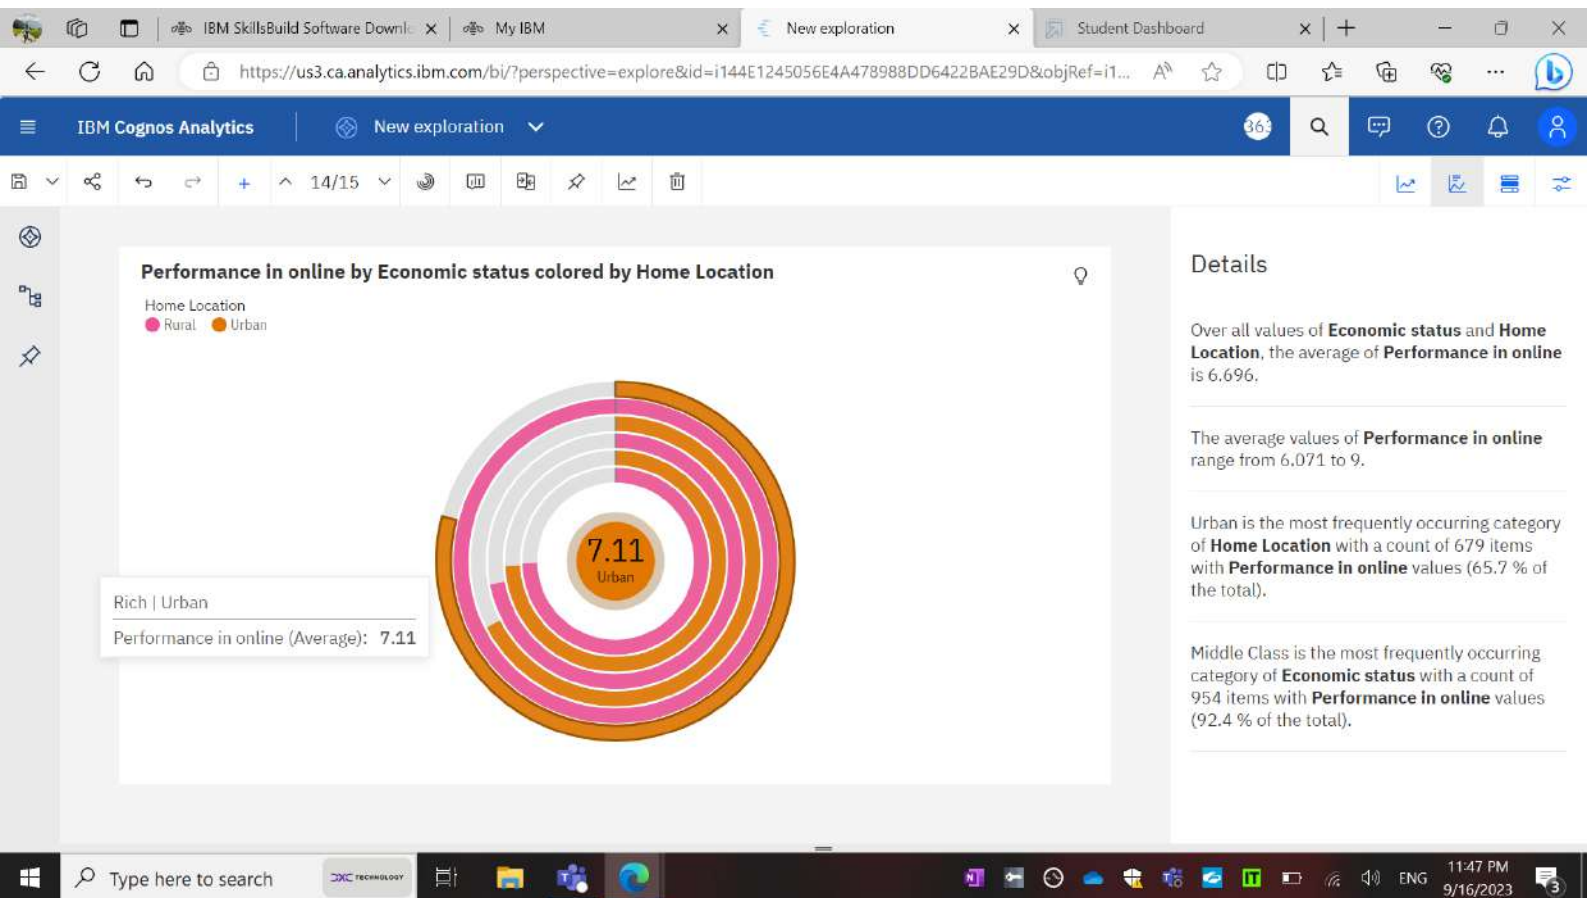 IBM SkillsBuild Software Downl
My IBM
New exploration
Student Dashboard
https://us3.ca.analytics.ibm.com/bi/?perspective=explore&id=i144E1245056E4A478988DD6422BAE29D&objRef=i1...
IBM Cognos Analytics
New exploration
14/15
Performance in online by Economic status colored by Home Location
Home Location
Rural Urban
7.11
Urban
Rich | Urban
Performance in online (Average): 7.11
Details
Over all values of Economic status and Home
Location, the average of Performance in online
is 6.696.
The average values of Performance in online
range from 6.071 to 9.
Urban is the most frequently occurring category
of Home Location with a count of 679 items
with Performance in online values (65.7 % of
the total).
Middle Class is the most frequently occurring
category of Economic status with a count of
954 items with Performance in online values
(92.4 % of the total).
Type here to search
DXC TECHNOLOGY
ENG
11:47 PM
9/16/2023
3